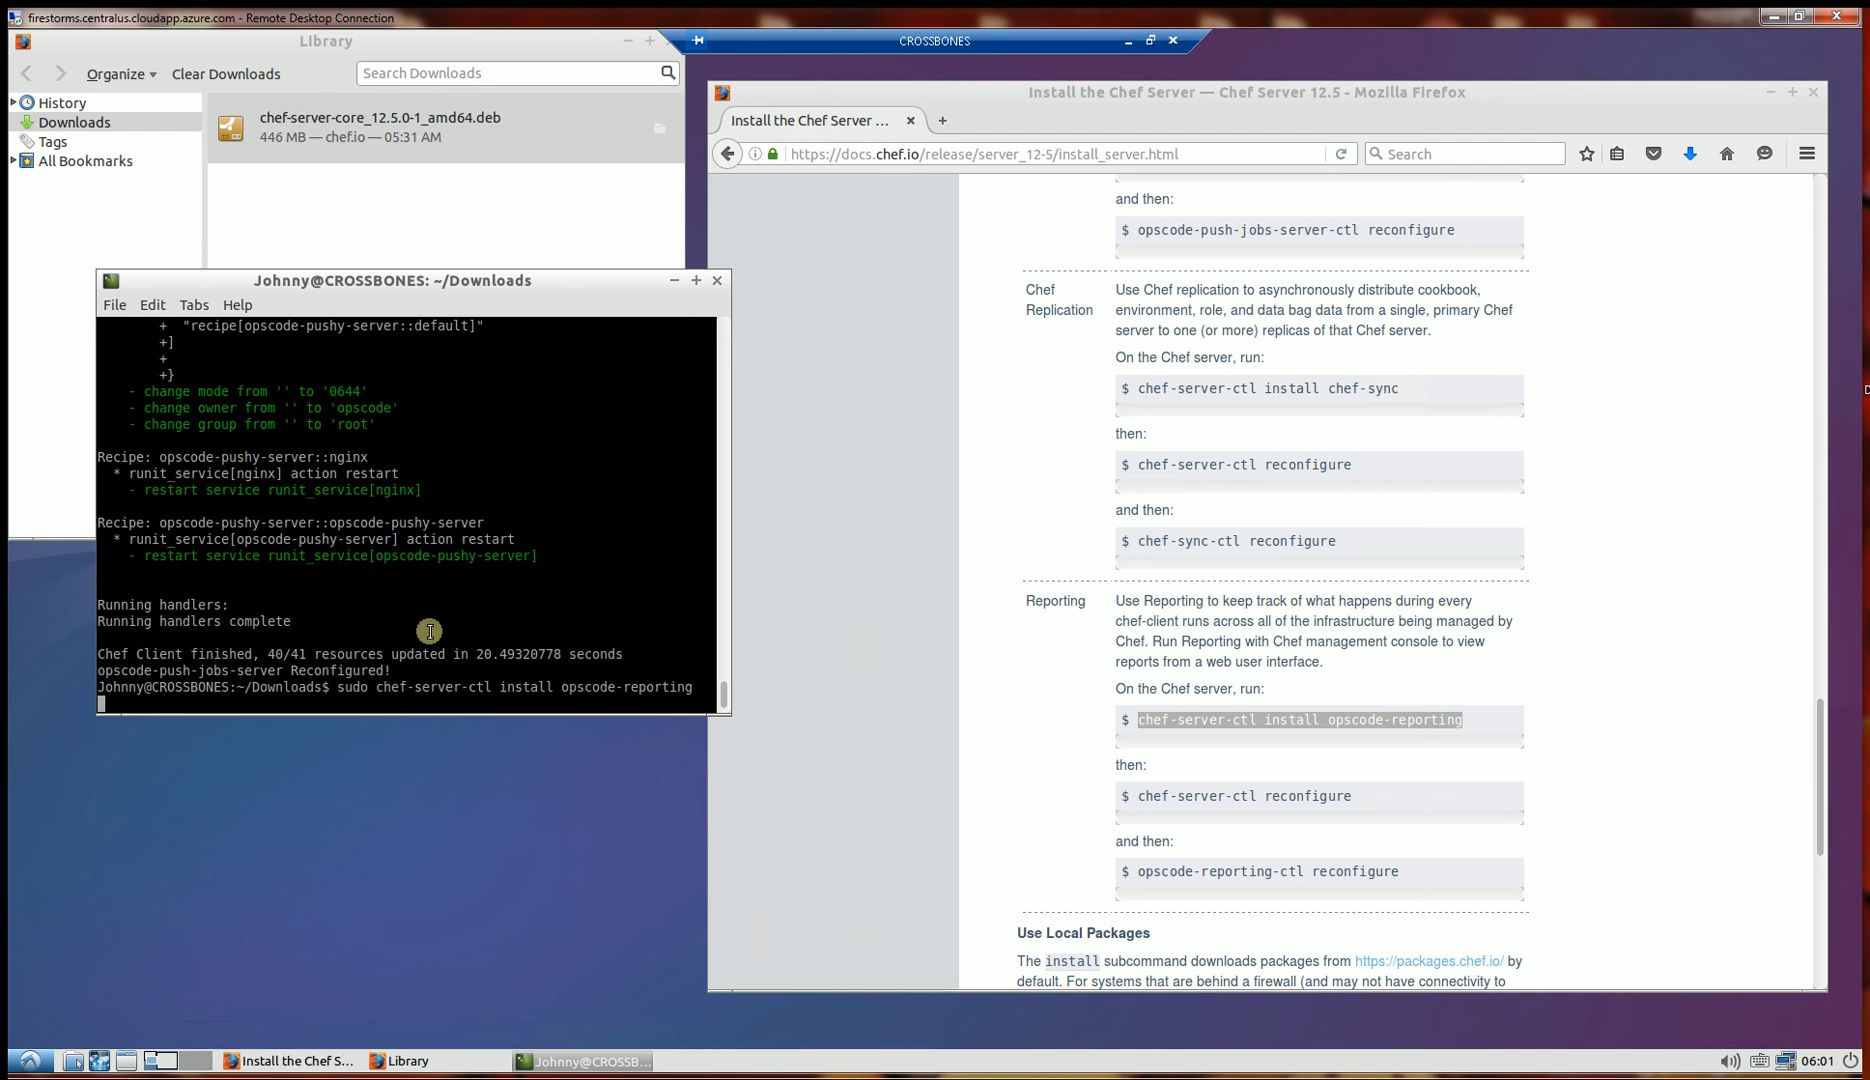 firestorms.centralus.cloudapp.azure.com - Remote Desktop Connection
Library
CROSSBONES
Organize
Clear Downloads
Search Downloads
History
Downloads
Tags
All Bookmarks
chef-server-core_12.5.0-1_amd64.deb
446 MB — chef.io — 05:31 AM
Install the Chef Server — Chef Server 12.5 - Mozilla Firefox
Install the Chef Server ...
https://docs.chef.io/release/server_12-5/install_server.html
Search
Johnny@CROSSBONES: ~/Downloads
File Edit Tabs Help
+ "recipe[opscode-pushy-server::default]"
+]
+
+}
- change mode from '' to '0644'
- change owner from '' to 'opscode'
- change group from '' to 'root'
Recipe: opscode-pushy-server::nginx
* runit_service[nginx] action restart
- restart service runit_service[nginx]
Recipe: opscode-pushy-server::opscode-pushy-server
* runit_service[opscode-pushy-server] action restart
- restart service runit_service[opscode-pushy-server]
Running handlers:
Running handlers complete
Chef Client finished, 40/41 resources updated in 20.49320778 seconds
opscode-push-jobs-server Reconfigured!
Johnny@CROSSBONES:~/Downloads$ sudo chef-server-ctl install opscode-reporting
and then:
$ opscode-push-jobs-server-ctl reconfigure
Chef
Replication
Use Chef replication to asynchronously distribute cookbook,
environment, role, and data bag data from a single, primary Chef
server to one (or more) replicas of that Chef server.
On the Chef server, run:
$ chef-server-ctl install chef-sync
then:
$ chef-server-ctl reconfigure
and then:
$ chef-sync-ctl reconfigure
Reporting
Use Reporting to keep track of what happens during every
chef-client runs across all of the infrastructure being managed by
Chef. Run Reporting with Chef management console to view
reports from a web user interface.
On the Chef server, run:
$ chef-server-ctl install opscode-reporting
then:
$ chef-server-ctl reconfigure
and then:
$ opscode-reporting-ctl reconfigure
Use Local Packages
The install subcommand downloads packages from https://packages.chef.io/ by
default. For systems that are behind a firewall (and may not have connectivity to
Install the Chef S...
Library
Johnny@CROSSB...
06:01